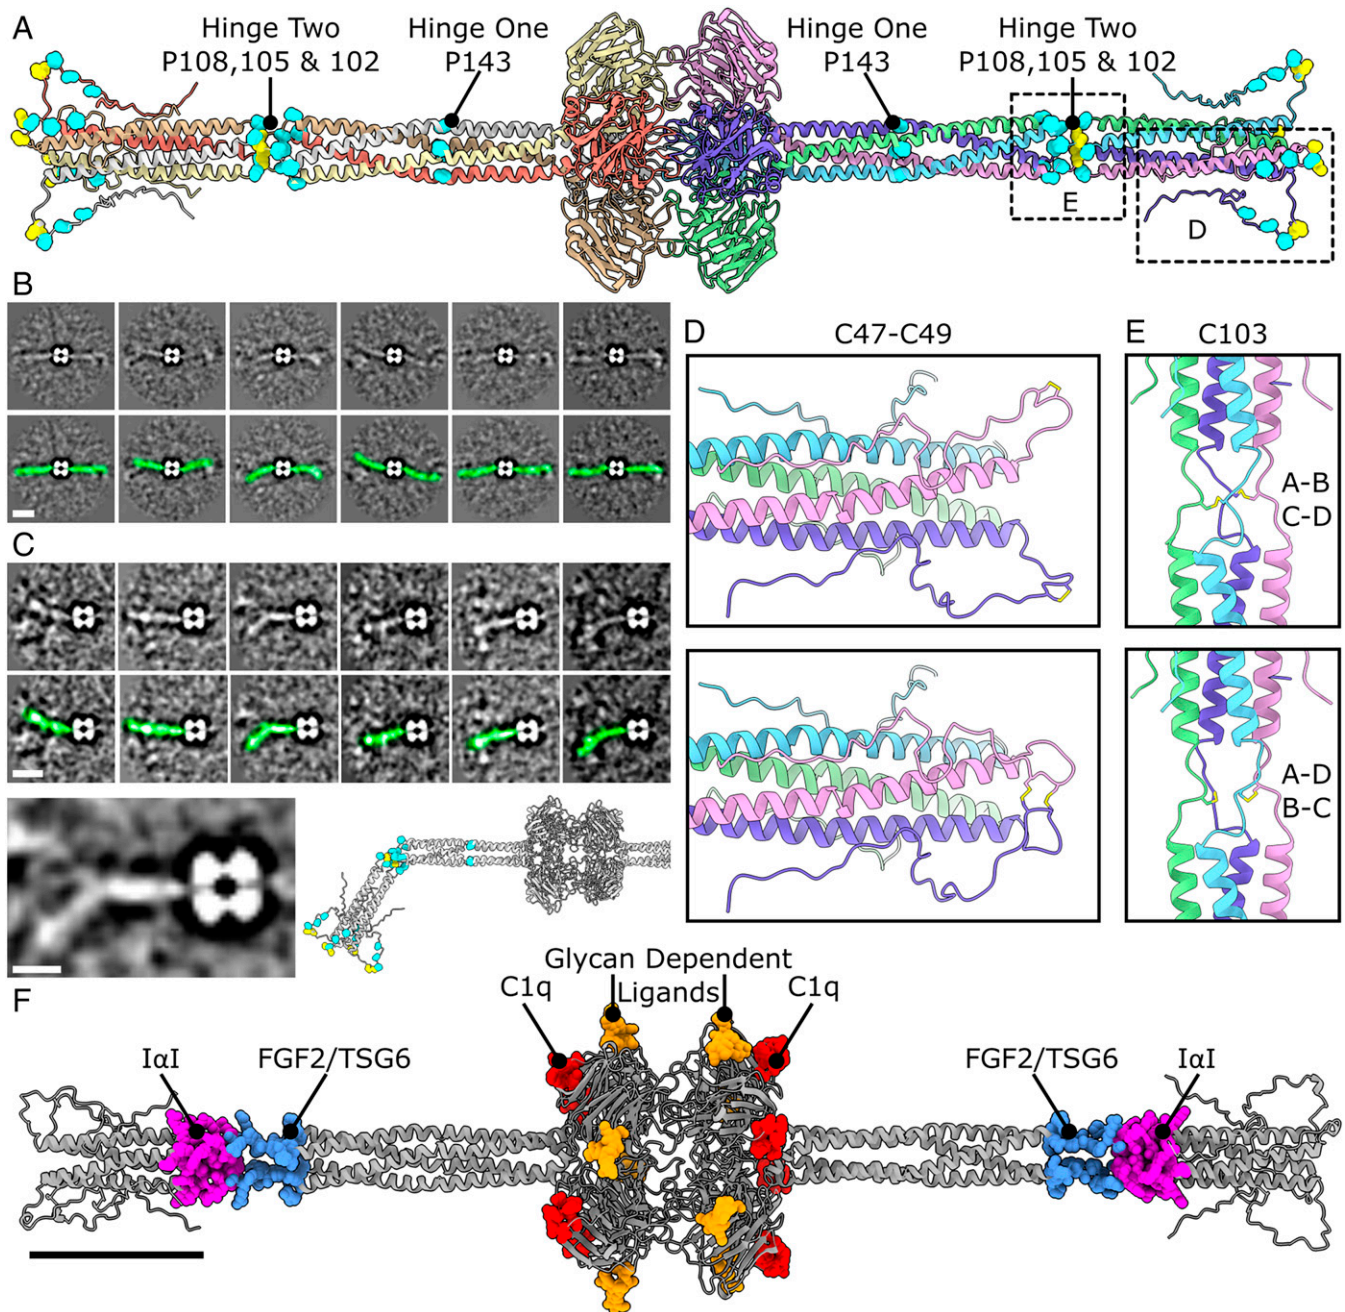 A
Hinge Two
P108,105 & 102
Hinge One
P143
Hinge One
P143
Hinge Two
P108,105 & 102
E
D
B
C
D
C47-C49
E
C103
A-B
C-D
A-D
B-C
F
Glycan Dependent
Ligands
C1q
C1q
IαI
FGF2/TSG6
FGF2/TSG6
IαI